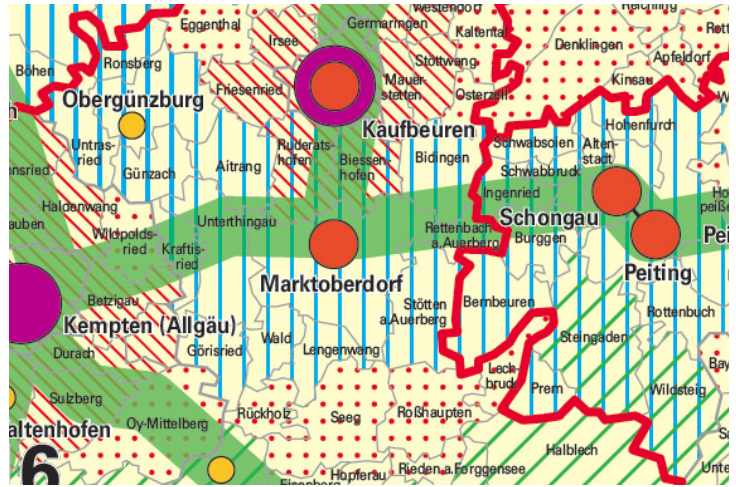 Westendorf
Reichling
Eggenthal
Germaringen
Kaltental
Rott
Irsee
Denklingen
Böhen
Ronsberg
Stöttwang
Apfeldorf
Friesenried
Mauer-
stetten
Kinsau
Obergünzburg
Osterzell
Kaufbeuren
Hohenfurch
Untras-
ried
Ruderats-
hofen
Biessen-
hofen
Bidingen
Schwabsoien
Alten-
stadt
Günzach
Aitrang
Schwabbruck
Haldenwang
Ingenried
Unterthingau
Schongau
Wildpolds-
ried
Kraftis-
ried
Rettenbach
a.Auerberg
Burggen
Marktoberdorf
Peiting
Betzigau
Stötten
a.Auerberg
Bernbeuren
Rottenbuch
Kempten (Allgäu)
Wald
Steingaden
Durach
Görisried
Lengenwang
Lech-
bruck
Prem
Wildsteig
Sulzberg
Rückholz
Seeg
Roßhaupten
Oy-Mittelberg
altenhofen
Halblech
6
Hopferau
Rieden a.Forggensee
Eisenberg